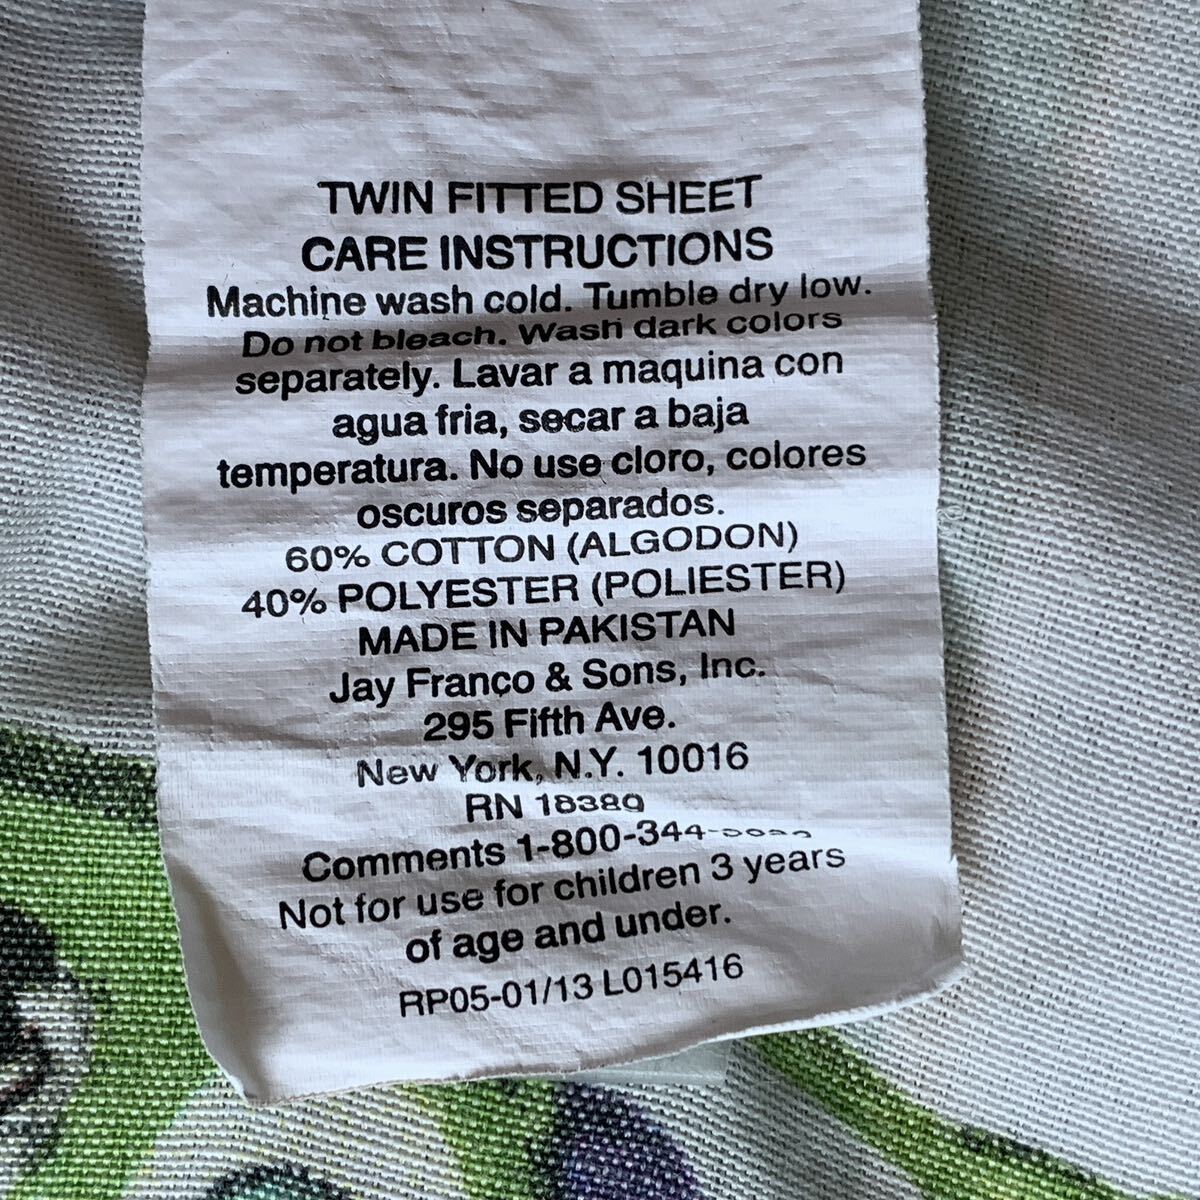 TWIN FITTED SHEET
CARE INSTRUCTIONS
Machine wash cold. Tumble dry low.
Do not bleach. Wash dark colors
separately. Lavar a maquina con
agua fria, secar a baja
temperatura. No use cloro, colores
oscuros separados.
60% COTTON (ALGODON)
40% POLYESTER (POLIESTER)
MADE IN PAKISTAN
Jay Franco & Sons, Inc.
295 Fifth Ave.
New York, N.Y. 10016
RN
Comments
Not for use for children 3 years
of age and under.
RP05-01/13 L015416